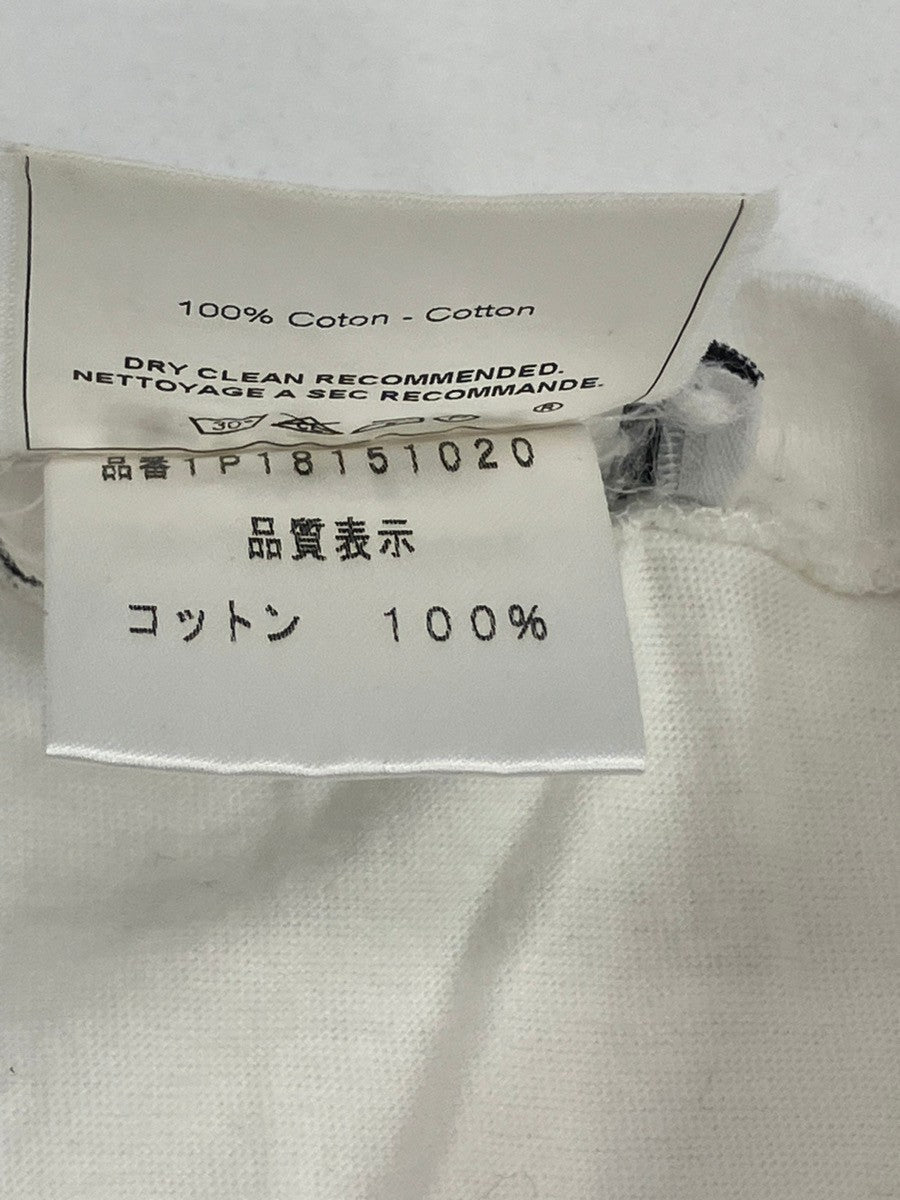 100% Coton - Cotton
DRY CLEAN RECOMMENDED.
NETTOYAGE A SEC RECOMMANDE.
30°
®
品番1P18151020
品質表示
コットン 100%